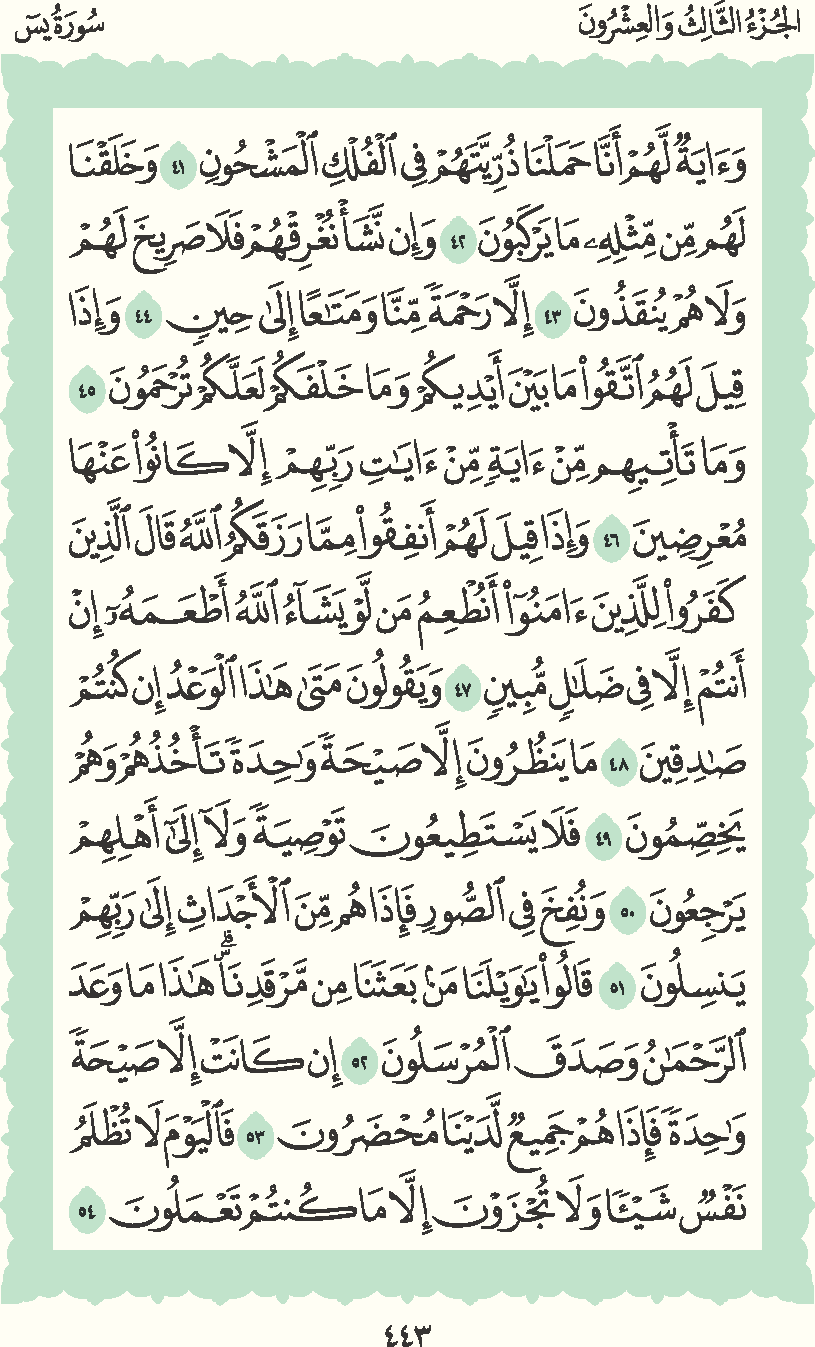 الجُزْءُ الثَّالِثُ وَالعِشْرُونَ
سُورَةُ يسٓ
وَءَايَةٌ لَّهُمْ أَنَّا حَمَلْنَا ذُرِّيَّتَهُمْ فِى ٱلْفُلْكِ ٱلْمَشْحُونِ ٤١ وَخَلَقْنَا
لَهُم مِّن مِّثْلِهِۦ مَا يَرْكَبُونَ ٤٢ وَإِن نَّشَأْ نُغْرِقْهُمْ فَلَا صَرِيخَ لَهُمْ
وَلَا هُمْ يُنقَذُونَ ٤٣ إِلَّا رَحْمَةً مِّنَّا وَمَتَـٰعًا إِلَىٰ حِينٍ ٤٤ وَإِذَا
قِيلَ لَهُمُ ٱتَّقُوا۟ مَا بَيْنَ أَيْدِيكُمْ وَمَا خَلْفَكُمْ لَعَلَّكُمْ تُرْحَمُونَ ٤٥
وَمَا تَأْتِيهِم مِّنْ ءَايَةٍ مِّنْ ءَايَـٰتِ رَبِّهِمْ إِلَّا كَانُوا۟ عَنْهَا
مُعْرِضِينَ ٤٦ وَإِذَا قِيلَ لَهُمْ أَنفِقُوا۟ مِمَّا رَزَقَكُمُ ٱللَّهُ قَالَ ٱلَّذِينَ
كَفَرُوا۟ لِلَّذِينَ ءَامَنُوٓا۟ أَنُطْعِمُ مَن لَّوْ يَشَآءُ ٱللَّهُ أَطْعَمَهُۥٓ إِنْ
أَنتُمْ إِلَّا فِى ضَلَـٰلٍ مُّبِينٍ ٤٧ وَيَقُولُونَ مَتَىٰ هَـٰذَا ٱلْوَعْدُ إِن كُنتُمْ
صَـٰدِقِينَ ٤٨ مَا يَنظُرُونَ إِلَّا صَيْحَةً وَٰحِدَةً تَأْخُذُهُمْ وَهُمْ
يَخِصِّمُونَ ٤٩ فَلَا يَسْتَطِيعُونَ تَوْصِيَةً وَلَآ إِلَىٰٓ أَهْلِهِمْ
يَرْجِعُونَ ٥٠ وَنُفِخَ فِى ٱلصُّورِ فَإِذَا هُم مِّنَ ٱلْأَجْدَاثِ إِلَىٰ رَبِّهِمْ
يَنسِلُونَ ٥١ قَالُوا۟ يَـٰوَيْلَنَا مَنۢ بَعَثَنَا مِن مَّرْقَدِنَا ۜ ۗ هَـٰذَا مَا وَعَدَ
ٱلرَّحْمَـٰنُ وَصَدَقَ ٱلْمُرْسَلُونَ ٥٢ إِن كَانَتْ إِلَّا صَيْحَةً
وَٰحِدَةً فَإِذَا هُمْ جَمِيعٌ لَّدَيْنَا مُحْضَرُونَ ٥٣ فَٱلْيَوْمَ لَا تُظْلَمُ
نَفْسٌ شَيْـًٔا وَلَا تُجْزَوْنَ إِلَّا مَا كُنتُمْ تَعْمَلُونَ ٥٤
٤٤٣